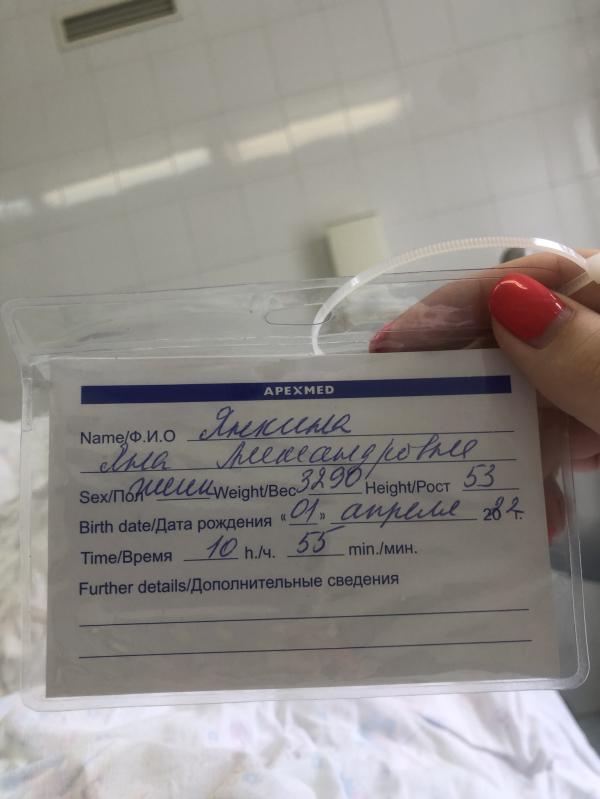 APEXMED
Name/Ф.И.О Янкина
Яна Александровна
Sex/Пол жен Weight/Вес 3290 Height/Рост 53
Birth date/Дата рождения «01» апреля 2022 г.
Time/Время 10 h./ч. 55 min./мин.
Further details/Дополнительные сведения